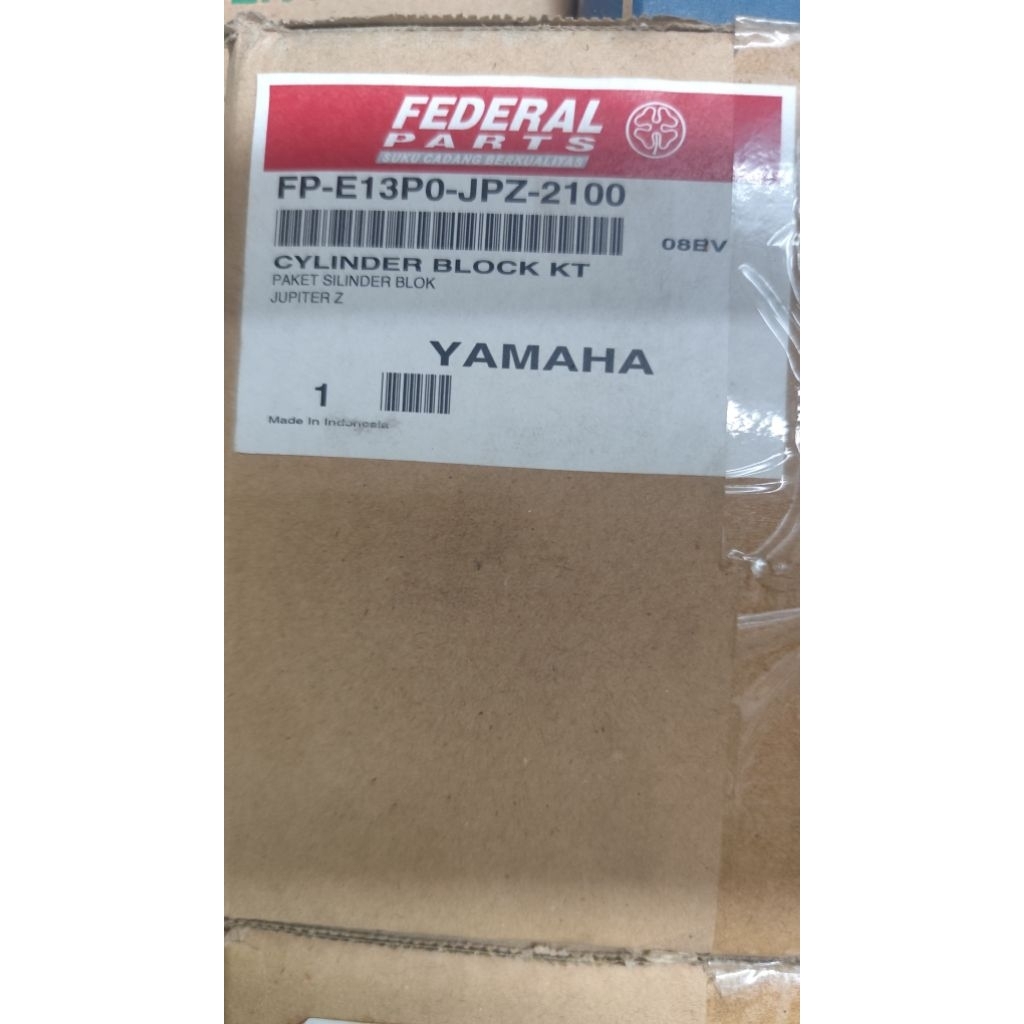 FEDERAL
PARTS
SUKU CADANG BERKUALITAS
FP-E13P0-JPZ-2100
08EV
CYLINDER BLOCK KT
PAKET SILINDER BLOK
JUPITER Z
YAMAHA
1
Made In Indonesia